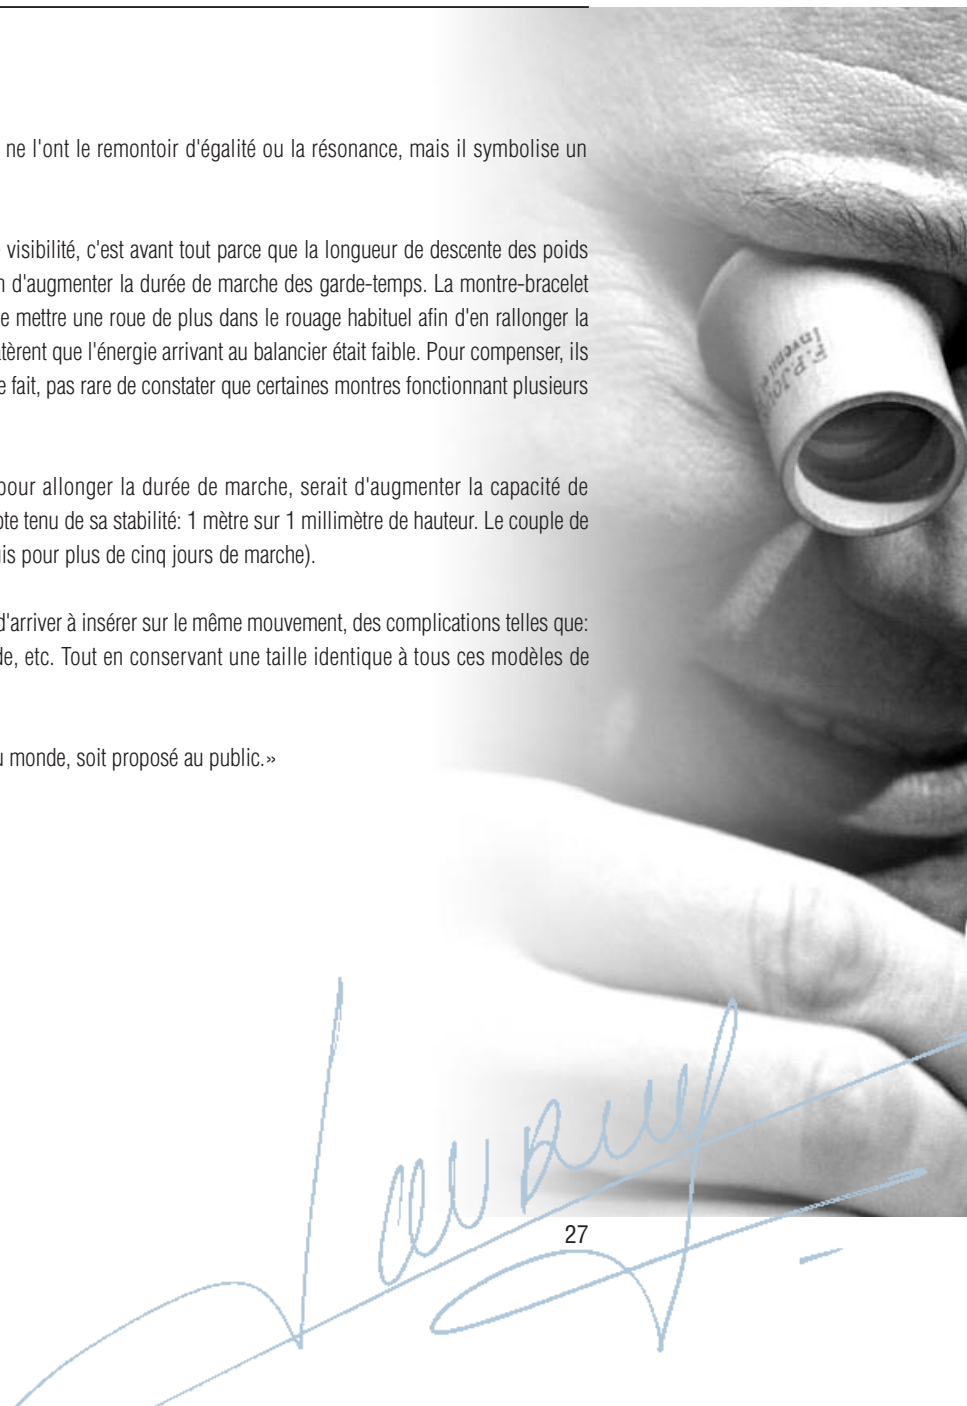 ne l'ont le remontoir d'égalité ou la résonance, mais il symbolise un
visibilité, c'est avant tout parce que la longueur de descente des poids
d'augmenter la durée de marche des garde-temps. La montre-bracelet
e mettre une roue de plus dans le rouage habituel afin d'en rallonger la
tèrent que l'énergie arrivant au balancier était faible. Pour compenser, ils
e fait, pas rare de constater que certaines montres fonctionnant plusieurs
pour allonger la durée de marche, serait d'augmenter la capacité de
pte tenu de sa stabilité: 1 mètre sur 1 millimètre de hauteur. Le couple de
is pour plus de cinq jours de marche).
d'arriver à insérer sur le même mouvement, des complications telles que:
de, etc. Tout en conservant une taille identique à tous ces modèles de
u monde, soit proposé au public.»
F.P.JOU
Invenit e
27